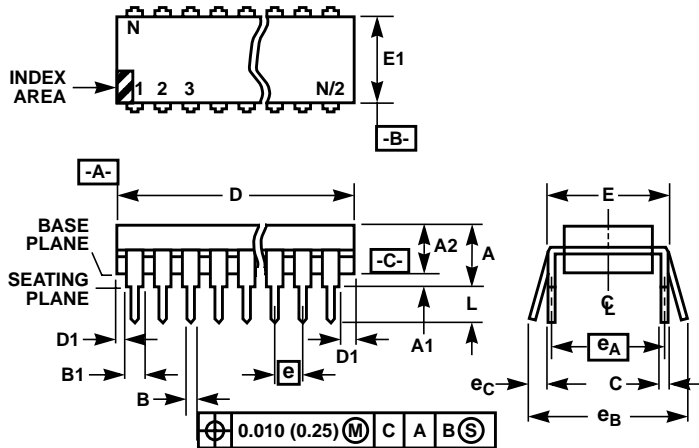 N
E1
INDEX
AREA
1 2 3 N/2
-B-
-A-
D
E
BASE
PLANE
A2
A
-C-
SEATING
PLANE
L
C̵L
D1
A1
D1
eA
B1
e
eC
C
B
eB
⌖ 0.010 (0.25) Ⓜ C A B Ⓢ